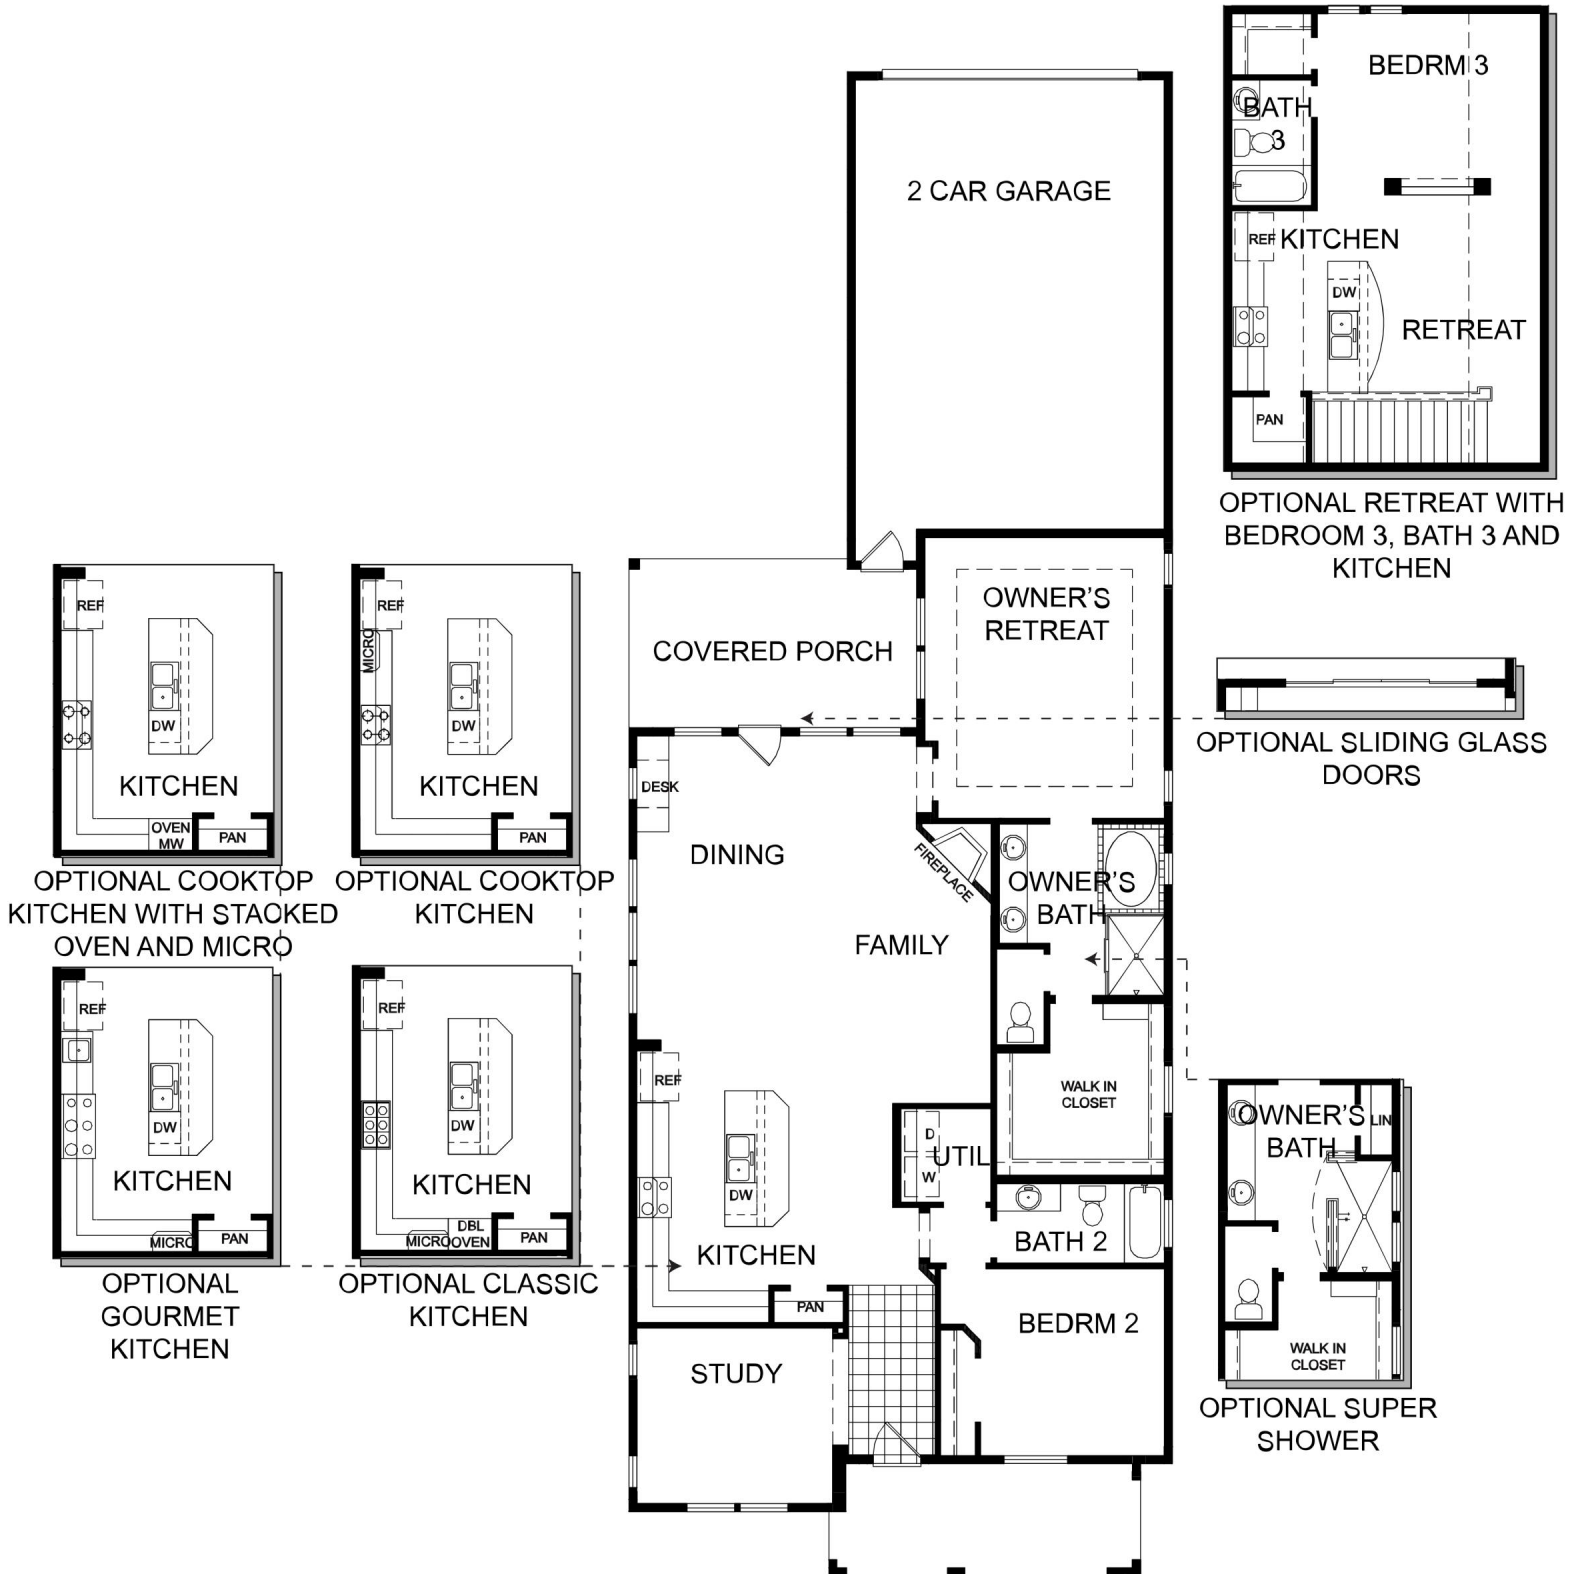 BEDRM 3
BATH
3
REF
KITCHEN
DW
RETREAT
PAN
OPTIONAL RETREAT WITH
BEDROOM 3, BATH 3 AND
KITCHEN
2 CAR GARAGE
OWNER'S
RETREAT
COVERED PORCH
OPTIONAL SLIDING GLASS
DOORS
DESK
DINING
FIREPLACE
OWNER'S
BATH
FAMILY
WALK IN
CLOSET
REF
D
UTIL
W
DW
KITCHEN
BATH 2
PAN
BEDRM 2
STUDY
REF
DW
KITCHEN
OVEN
MW
PAN
OPTIONAL COOKTOP
KITCHEN WITH STACKED
OVEN AND MICRO
REF
MICRO
DW
KITCHEN
PAN
OPTIONAL COOKTOP
KITCHEN
REF
DW
KITCHEN
MICRO
PAN
OPTIONAL
GOURMET
KITCHEN
REF
DW
KITCHEN
DBL
MICRO
OVEN
PAN
OPTIONAL CLASSIC
KITCHEN
OWNER'S
BATH
LIN
WALK IN
CLOSET
OPTIONAL SUPER
SHOWER